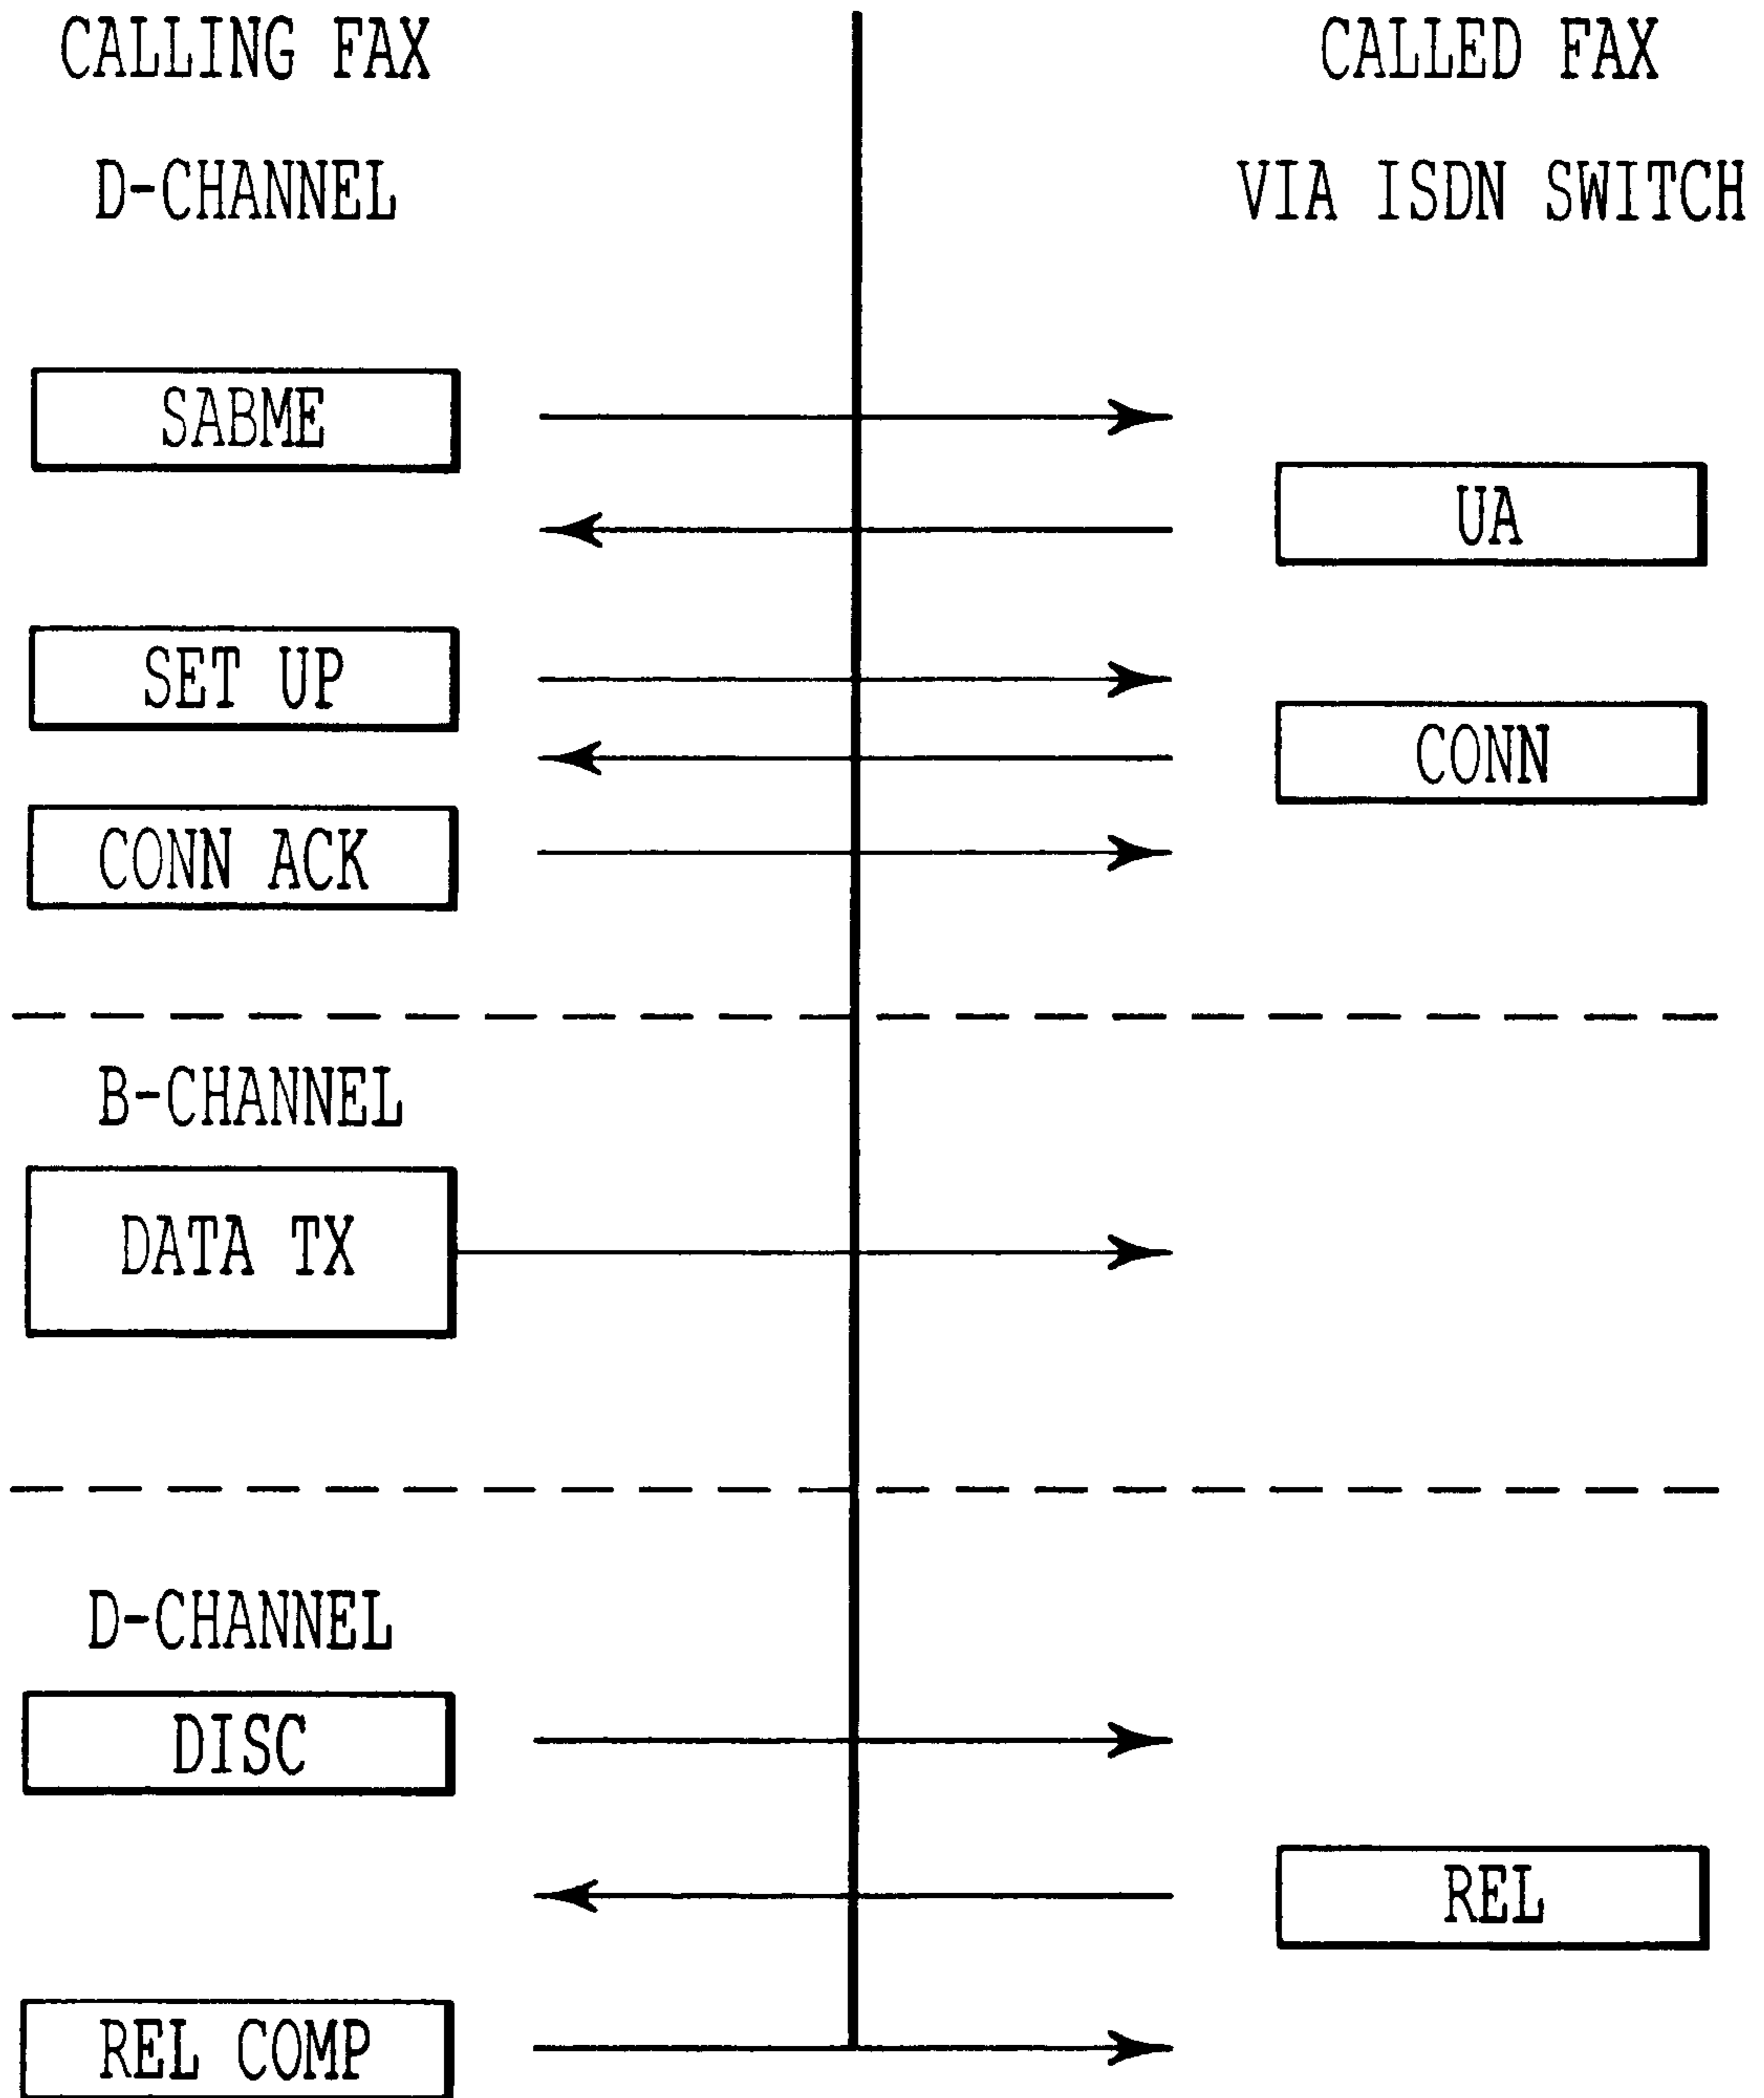 CALLING FAX
CALLED FAX
D-CHANNEL
VIA ISDN SWITCH
SABME
UA
SET UP
CONN
CONN ACK
B-CHANNEL
DATA TX
D-CHANNEL
DISC
REL
REL COMP